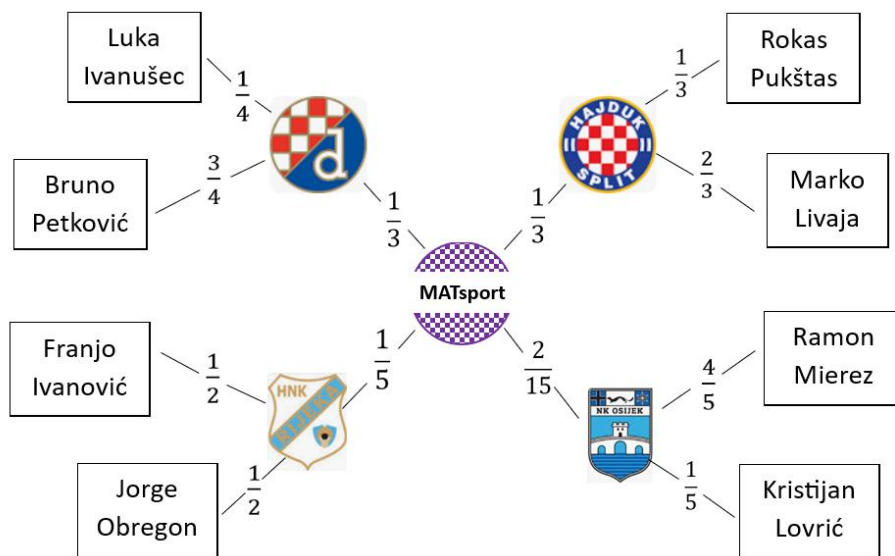 Luka
Ivanušec
1/4
Bruno
Petković
3/4
1/3
Rokas
Pukštas
1/3
HAJDUK
SPLIT
Marko
Livaja
2/3
1/3
MATsport
Franjo
Ivanović
1/2
HNK
RIJEKA
1/5
Jorge
Obregon
1/2
2/15
NK OSIJEK
Ramon
Mierez
4/5
Kristijan
Lovrić
1/5